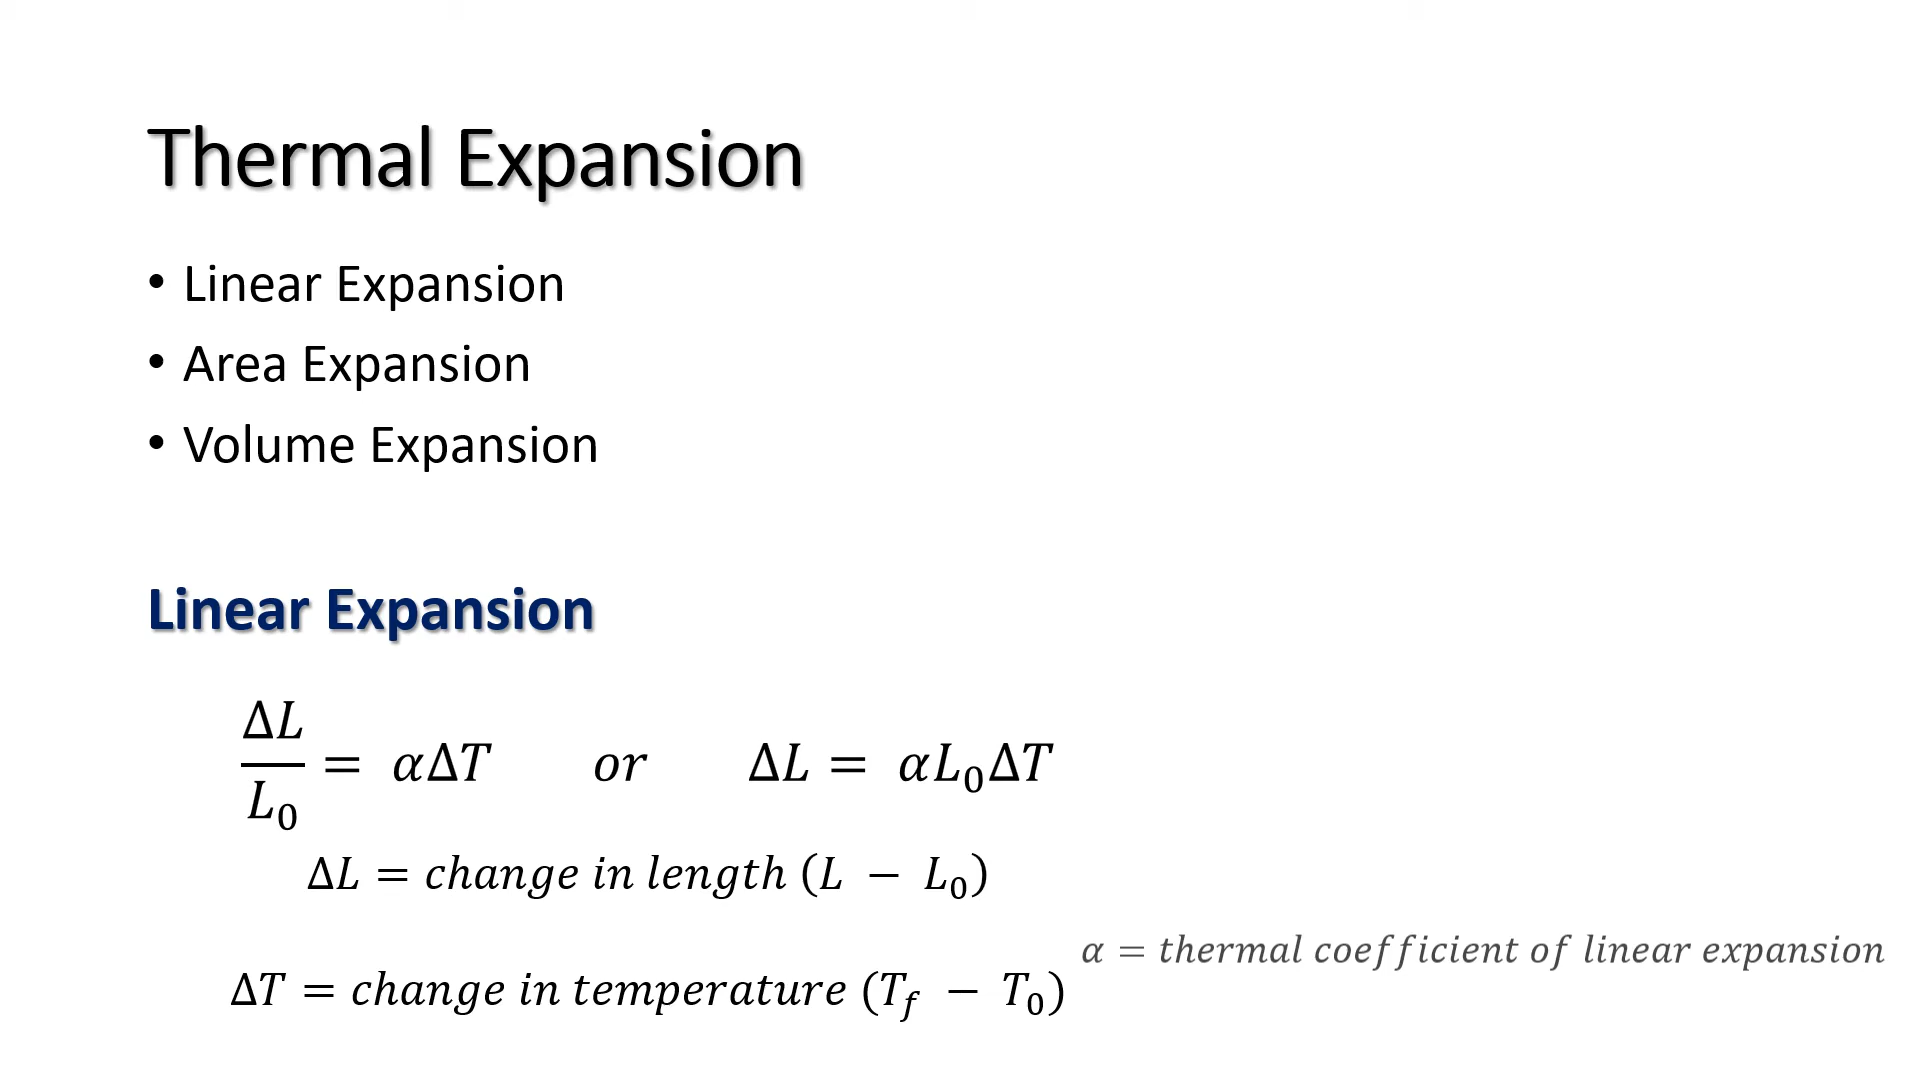 Thermal Expansion
• Linear Expansion
• Area Expansion
• Volume Expansion
Linear Expansion
ΔL/L₀ = αΔT or ΔL = αL₀ΔT
ΔL = change in length (L − L₀)
α = thermal coefficient of linear expansion
ΔT = change in temperature (T_f − T₀)